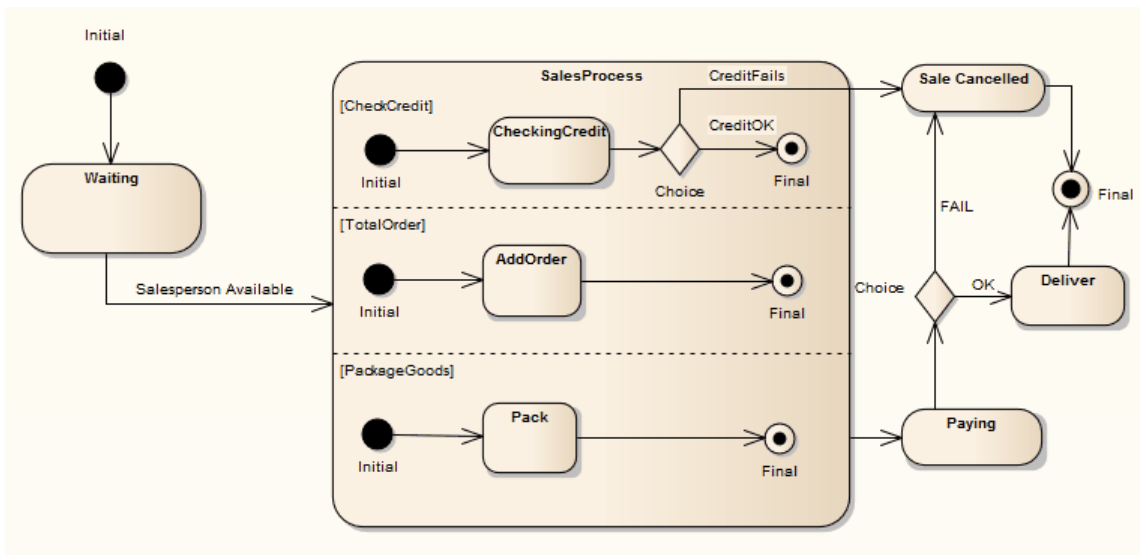 Initial
Waiting
Salesperson Available
SalesProcess
[CheckCredit]
Initial
CheckingCredit
Choice
CreditFails
CreditOK
Final
[TotalOrder]
Initial
AddOrder
Final
[PackageGoods]
Initial
Pack
Final
Sale Cancelled
Final
FAIL
Choice
OK
Deliver
Paying